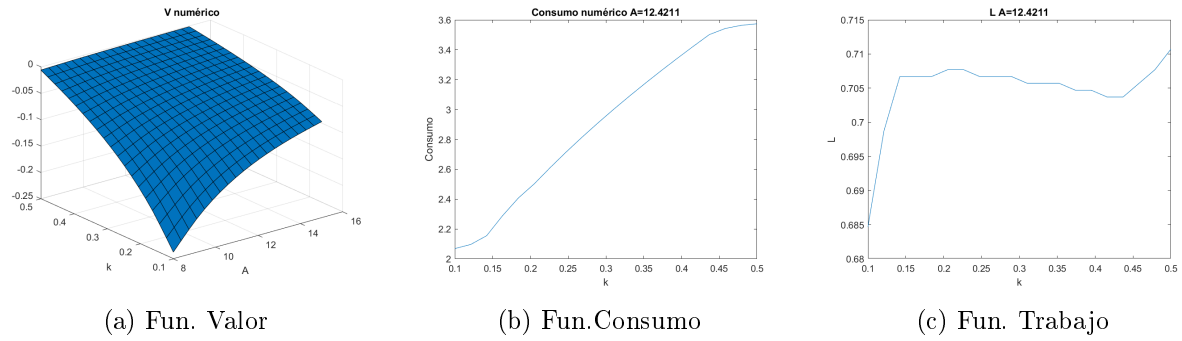 V numérico
0
-0.05
-0.1
-0.15
-0.2
-0.25
0.5
0.4
0.3
0.2
0.1
k
8
10
12
14
16
A
(a) Fun. Valor
Consumo numérico A=12.4211
3.6
3.4
3.2
3
2.8
2.6
2.4
2.2
2
Consumo
0.1 0.15 0.2 0.25 0.3 0.35 0.4 0.45 0.5
k
(b) Fun.Consumo
L A=12.4211
0.715
0.71
0.705
0.7
0.695
0.69
0.685
0.68
L
0.1 0.15 0.2 0.25 0.3 0.35 0.4 0.45 0.5
k
(c) Fun. Trabajo